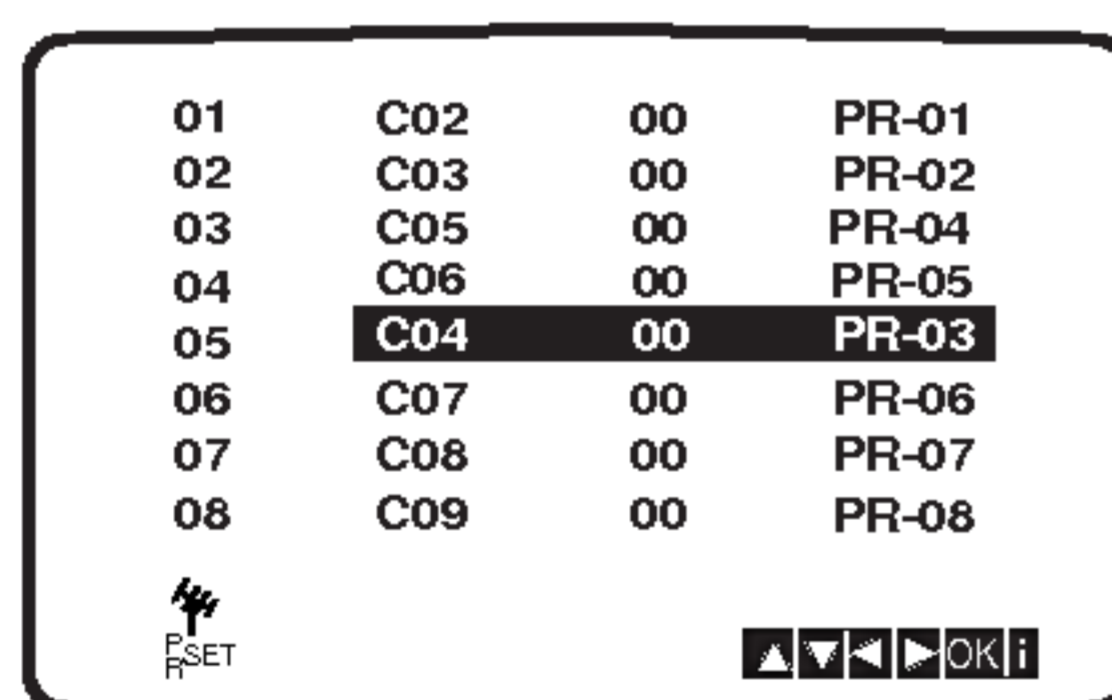 01 C02 00 PR-01
02 C03 00 PR-02
03 C05 00 PR-04
04 C06 00 PR-05
05 C04 00 PR-03
06 C07 00 PR-06
07 C08 00 PR-07
08 C09 00 PR-08
PR SET
OK i